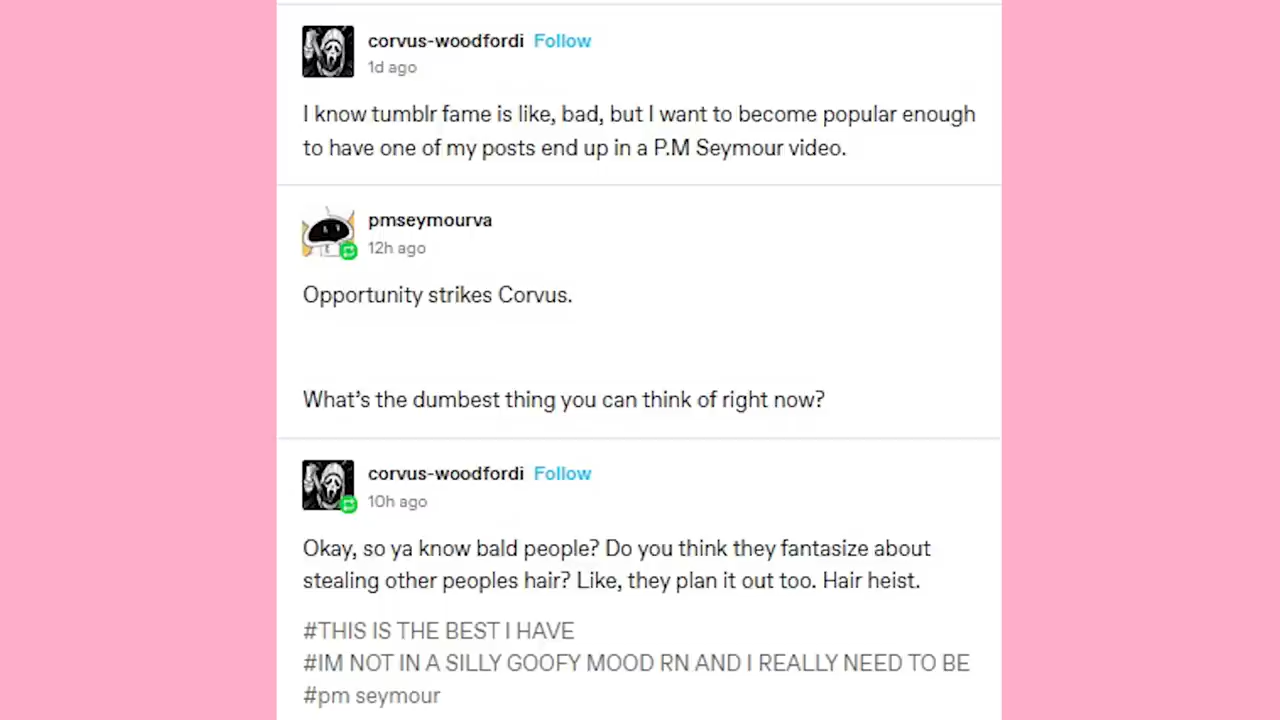 corvus-woodfordi Follow
1d ago
I know tumblr fame is like, bad, but I want to become popular enough
to have one of my posts end up in a P.M Seymour video.
pmseymourva
12h ago
Opportunity strikes Corvus.
What's the dumbest thing you can think of right now?
corvus-woodfordi Follow
10h ago
Okay, so ya know bald people? Do you think they fantasize about
stealing other peoples hair? Like, they plan it out too. Hair heist.
#THIS IS THE BEST I HAVE
#IM NOT IN A SILLY GOOFY MOOD RN AND I REALLY NEED TO BE
#pm seymour